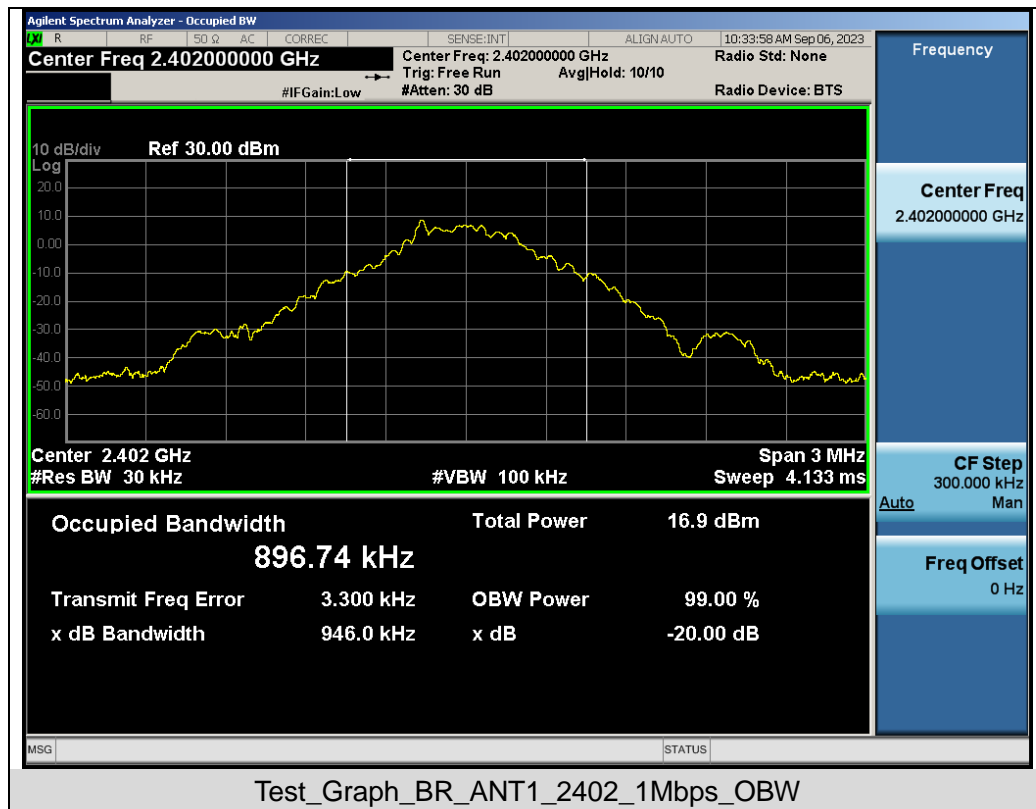 Agilent Spectrum Analyzer - Occupied BW
LXI R RF 50 Ω AC CORREC SENSE:INT ALIGN AUTO 10:33:58 AM Sep 06, 2023
Center Freq 2.402000000 GHz
Center Freq: 2.402000000 GHz
Radio Std: None
Trig: Free Run Avg|Hold: 10/10
#IFGain:Low
#Atten: 30 dB
Radio Device: BTS
10 dB/div Ref 30.00 dBm
Log
20.0
10.0
0.00
-10.0
-20.0
-30.0
-40.0
-50.0
-60.0
Center 2.402 GHz Span 3 MHz
#Res BW 30 kHz #VBW 100 kHz Sweep 4.133 ms
Occupied Bandwidth Total Power 16.9 dBm
896.74 kHz
Transmit Freq Error 3.300 kHz OBW Power 99.00 %
x dB Bandwidth 946.0 kHz x dB -20.00 dB
MSG STATUS
Frequency
Center Freq
2.402000000 GHz
CF Step
300.000 kHz
Auto Man
Freq Offset
0 Hz
Test_Graph_BR_ANT1_2402_1Mbps_OBW